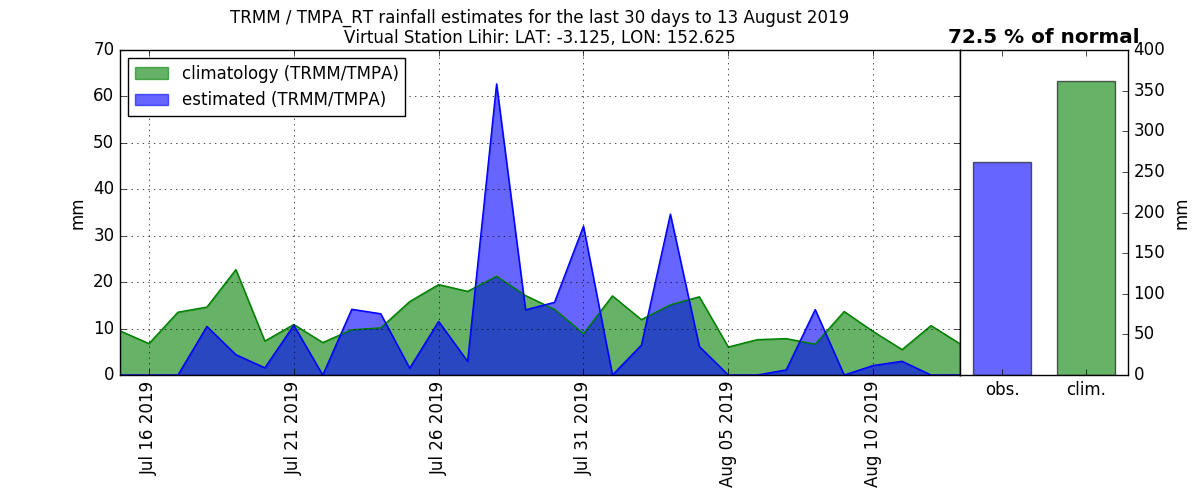 TRMM / TMPA_RT rainfall estimates for the last 30 days to 13 August 2019
Virtual Station Lihir: LAT: -3.125, LON: 152.625
72.5 % of normal
climatology (TRMM/TMPA)
estimated (TRMM/TMPA)
70
60
50
40
30
20
10
0
mm
Jul 16 2019
Jul 21 2019
Jul 26 2019
Jul 31 2019
Aug 05 2019
Aug 10 2019
400
350
300
250
200
150
100
50
0
mm
obs.
clim.